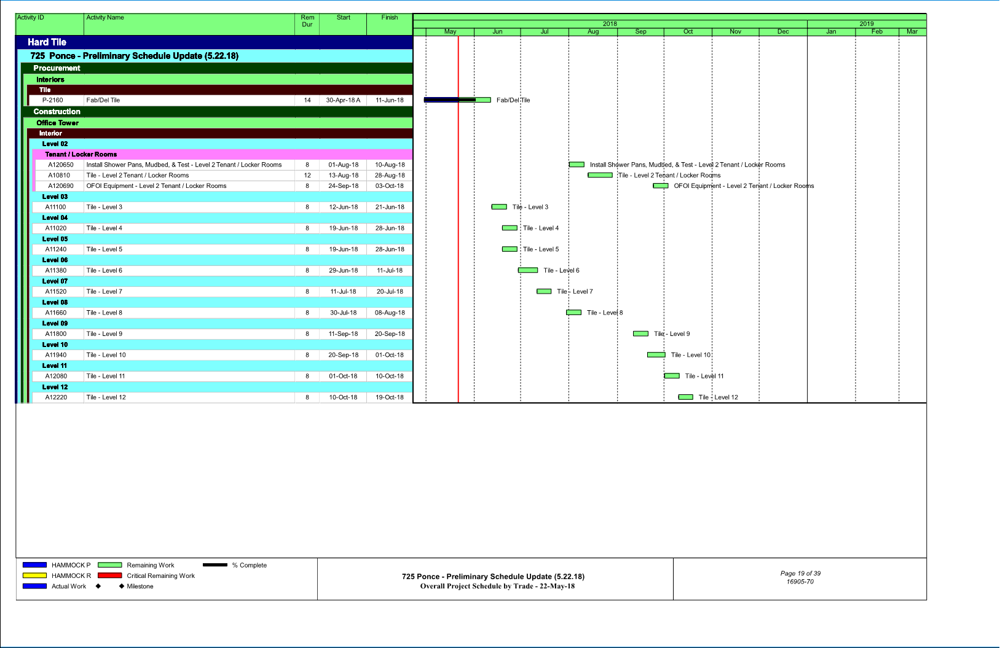 Activity ID Activity Name Rem Dur Start Finish
2018 2019
May Jun Jul Aug Sep Oct Nov Dec Jan Feb Mar
Hard Tile
725 Ponce - Preliminary Schedule Update (5.22.18)
Procurement
Interiors
Tile
P-2160 Fab/Del Tile 14 30-Apr-18 A 11-Jun-18 Fab/Del Tile
Construction
Office Tower
Interior
Level 02
Tenant / Locker Rooms
A120650 Install Shower Pans, Mudbed, & Test - Level 2 Tenant / Locker Rooms 8 01-Aug-18 10-Aug-18 Install Shower Pans, Mudbed, & Test - Level 2 Tenant / Locker Rooms
A10810 Tile - Level 2 Tenant / Locker Rooms 12 13-Aug-18 28-Aug-18 Tile - Level 2 Tenant / Locker Rooms
A120690 OFOI Equipment - Level 2 Tenant / Locker Rooms 8 24-Sep-18 03-Oct-18 OFOI Equipment - Level 2 Tenant / Locker Rooms
Level 03
A11100 Tile - Level 3 8 12-Jun-18 21-Jun-18 Tile - Level 3
Level 04
A11020 Tile - Level 4 8 19-Jun-18 28-Jun-18 Tile - Level 4
Level 05
A11240 Tile - Level 5 8 19-Jun-18 28-Jun-18 Tile - Level 5
Level 06
A11380 Tile - Level 6 8 29-Jun-18 11-Jul-18 Tile - Level 6
Level 07
A11520 Tile - Level 7 8 11-Jul-18 20-Jul-18 Tile - Level 7
Level 08
A11660 Tile - Level 8 8 30-Jul-18 08-Aug-18 Tile - Level 8
Level 09
A11800 Tile - Level 9 8 11-Sep-18 20-Sep-18 Tile - Level 9
Level 10
A11940 Tile - Level 10 8 20-Sep-18 01-Oct-18 Tile - Level 10
Level 11
A12080 Tile - Level 11 8 01-Oct-18 10-Oct-18 Tile - Level 11
Level 12
A12220 Tile - Level 12 8 10-Oct-18 19-Oct-18 Tile - Level 12
HAMMOCK P Remaining Work % Complete
HAMMOCK R Critical Remaining Work
Actual Work Milestone
725 Ponce - Preliminary Schedule Update (5.22.18)
Overall Project Schedule by Trade - 22-May-18
Page 19 of 39
16905-70